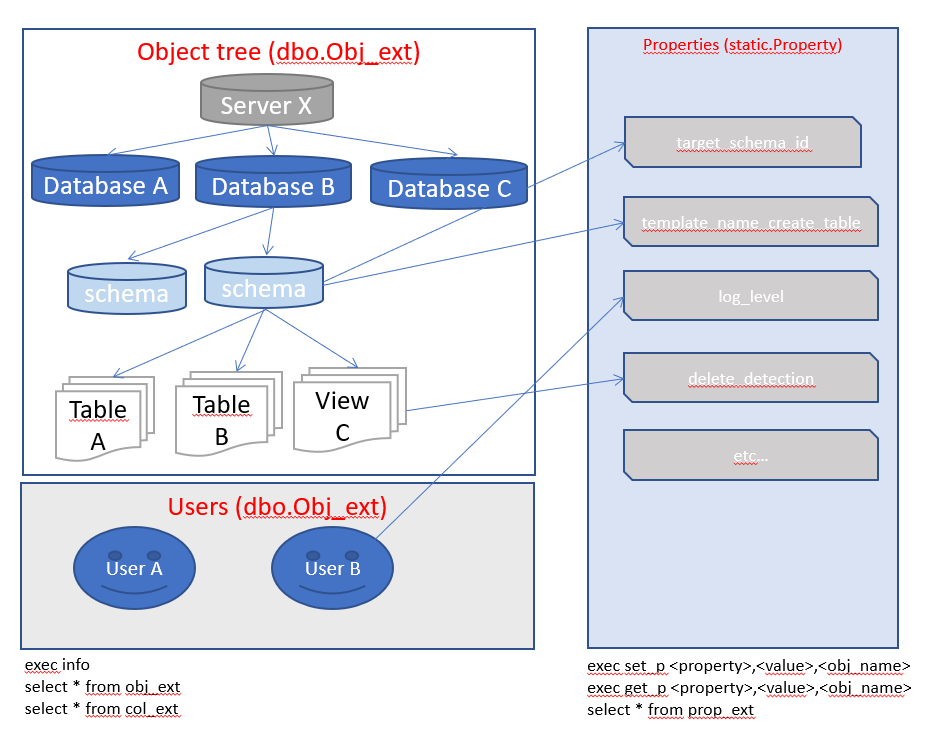 Object tree (dbo.Obj_ext)
Server X
Database A
Database B
Database C
schema
schema
Table
A
Table
B
View
C
Users (dbo.Obj_ext)
User A
User B
exec info
select * from obj_ext
select * from col_ext
Properties (static.Property)
target_schema_id
template_name_create_table
log_level
delete_detection
etc...
exec set_p <property>,<value>,<obj_name>
exec get_p <property>,<value>,<obj_name>
select * from prop_ext